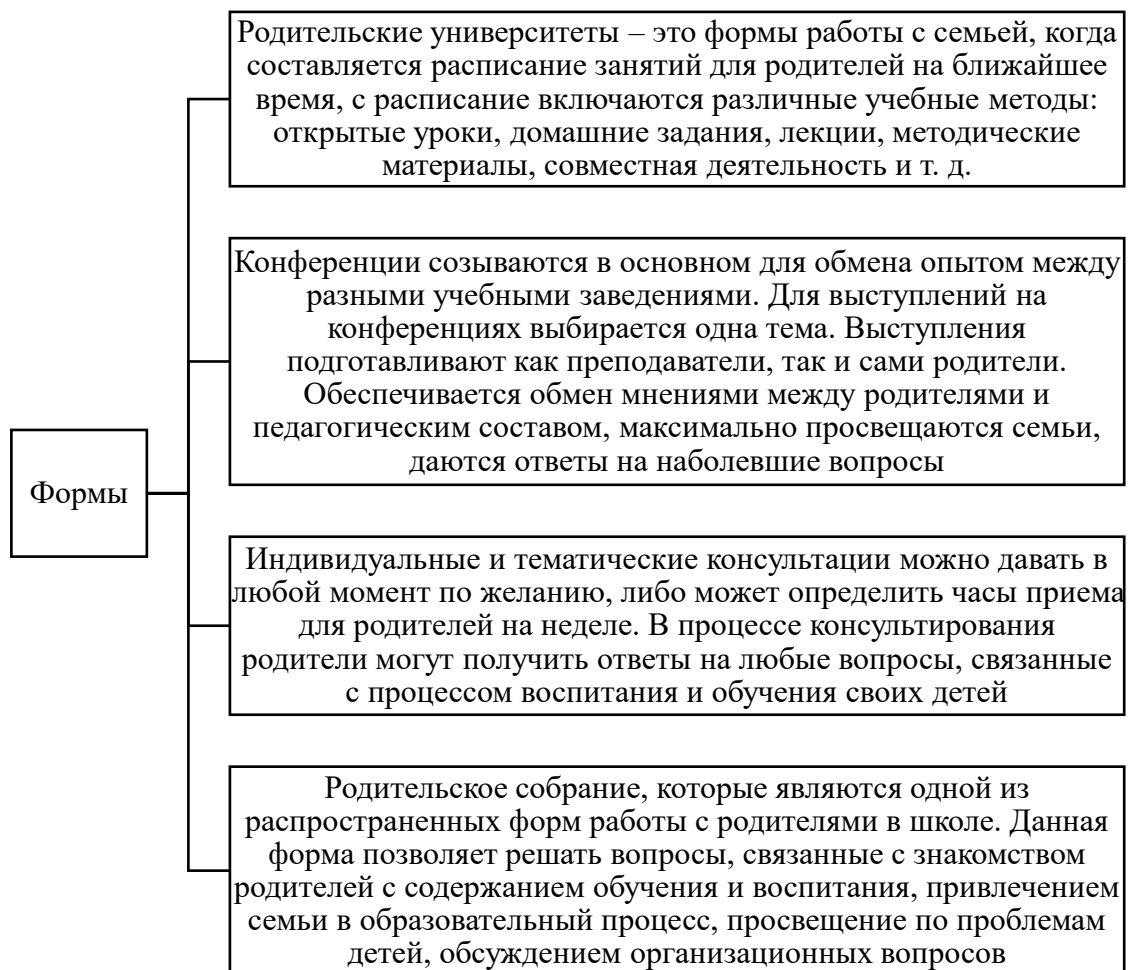 Родительские университеты – это формы работы с семьей, когда
составляется расписание занятий для родителей на ближайшее
время, с расписание включаются различные учебные методы:
открытые уроки, домашние задания, лекции, методические
материалы, совместная деятельность и т. д.
Конференции созываются в основном для обмена опытом между
разными учебными заведениями. Для выступлений на
конференциях выбирается одна тема. Выступления
подготавливают как преподаватели, так и сами родители.
Обеспечивается обмен мнениями между родителями и
педагогическим составом, максимально просвещаются семьи,
даются ответы на наболевшие вопросы
Формы
Индивидуальные и тематические консультации можно давать в
любой момент по желанию, либо может определить часы приема
для родителей на неделе. В процессе консультирования
родители могут получить ответы на любые вопросы, связанные
с процессом воспитания и обучения своих детей
Родительское собрание, которые являются одной из
распространенных форм работы с родителями в школе. Данная
форма позволяет решать вопросы, связанные с знакомством
родителей с содержанием обучения и воспитания, привлечением
семьи в образовательный процесс, просвещение по проблемам
детей, обсуждением организационных вопросов